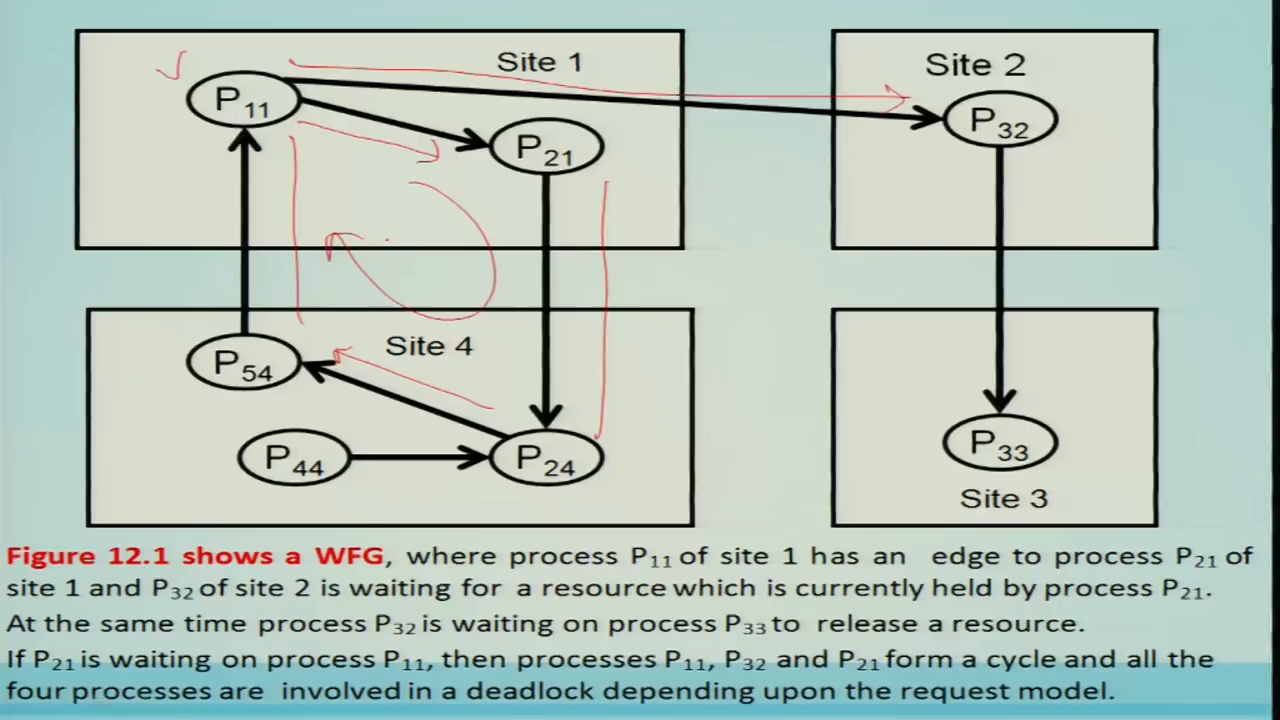 Site 1
Site 2
P11
P32
P21
Site 4
P54
P44
P24
P33
Site 3
Figure 12.1 shows a WFG, where process P11 of site 1 has an edge to process P21 of
site 1 and P32 of site 2 is waiting for a resource which is currently held by process P21.
At the same time process P32 is waiting on process P33 to release a resource.
If P21 is waiting on process P11, then processes P11, P32 and P21 form a cycle and all the
four processes are involved in a deadlock depending upon the request model.